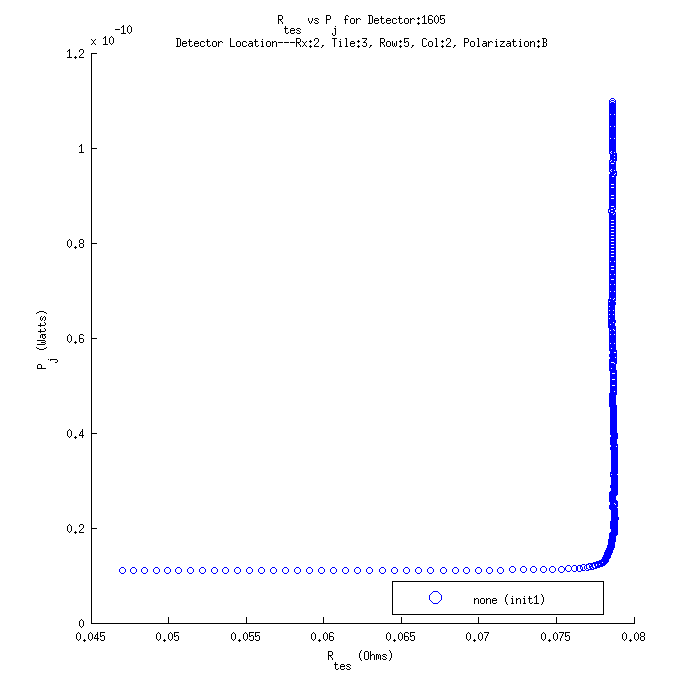 R_tes vs P_j for Detector:1605
Detector Location---Rx:2, Tile:3, Row:5, Col:2, Polarization:B
x 10^-10
1.2
1
0.8
0.6
0.4
0.2
0
P_j (Watts)
none (init1)
0.045 0.05 0.055 0.06 0.065 0.07 0.075 0.08
R_tes (Ohms)